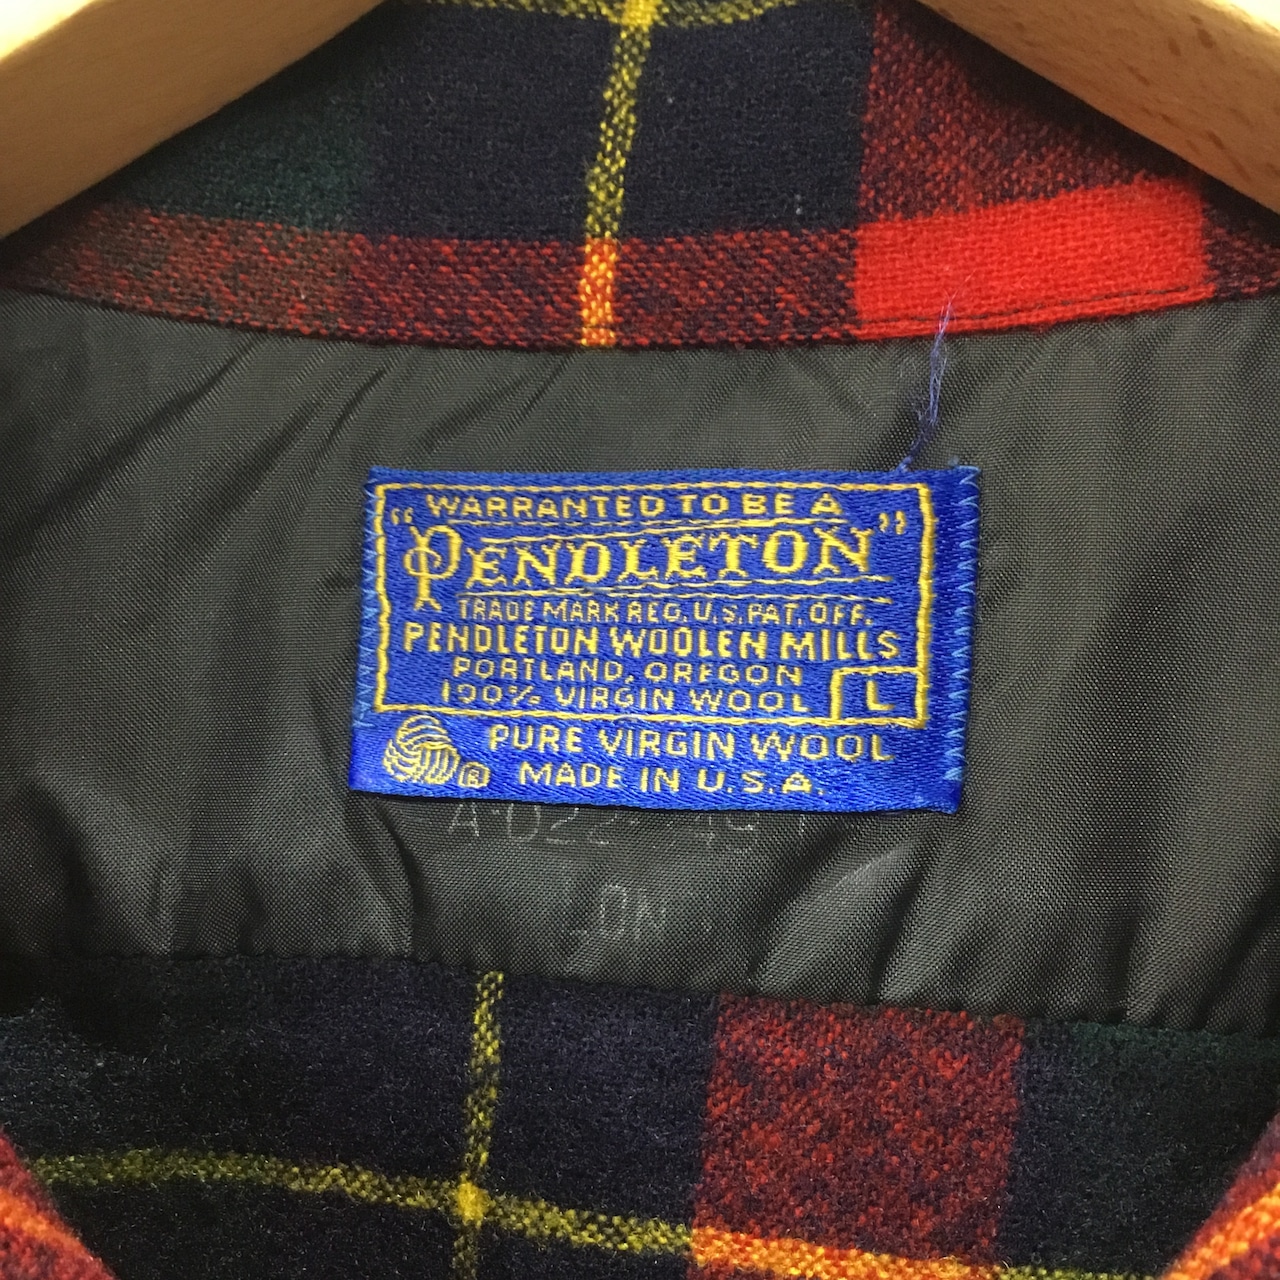 WARRANTED TO BE A
"PENDLETON"
TRADE MARK REG. U.S. PAT. OFF.
PENDLETON WOOLEN MILLS
PORTLAND, OREGON
100% VIRGIN WOOL L
PURE VIRGIN WOOL
® MADE IN U.S.A.